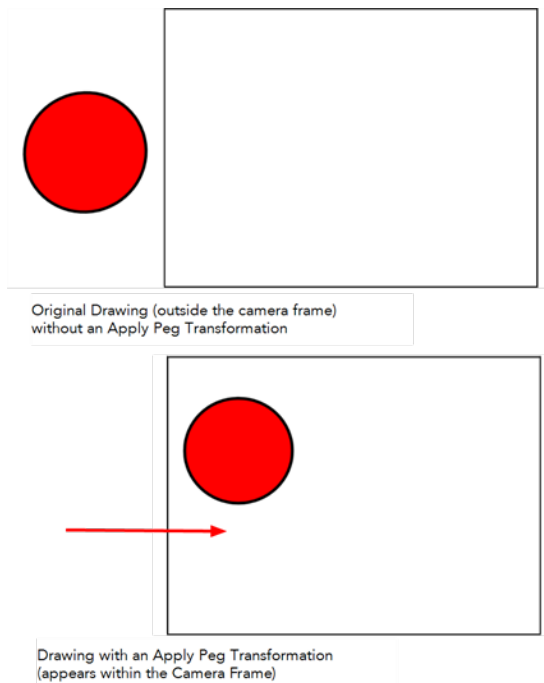 Original Drawing (outside the camera frame)
without an Apply Peg Transformation
Drawing with an Apply Peg Transformation
(appears within the Camera Frame)